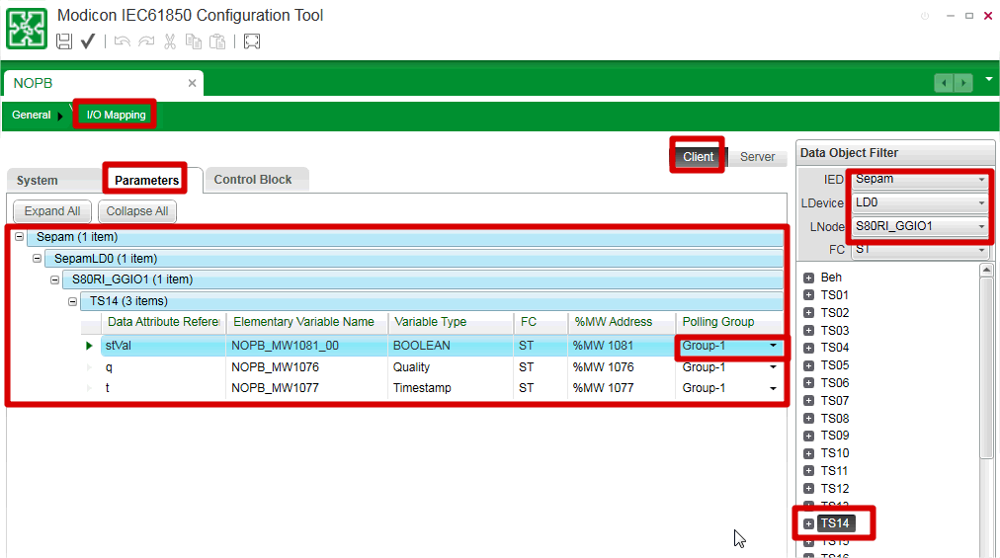 Modicon IEC61850 Configuration Tool
NOPB
General I/O Mapping
Client Server
System Parameters Control Block
Expand All Collapse All
Sepam (1 item)
SepamLD0 (1 item)
S80RI_GGIO1 (1 item)
TS14 (3 items)
Data Attribute Refere Elementary Variable Name Variable Type FC %MW Address Polling Group
stVal NOPB_MW1081_00 BOOLEAN ST %MW 1081 Group-1
q NOPB_MW1076 Quality ST %MW 1076 Group-1
t NOPB_MW1077 Timestamp ST %MW 1077 Group-1
Data Object Filter
IED Sepam
LDevice LD0
LNode S80RI_GGIO1
FC ST
Beh
TS01
TS02
TS03
TS04
TS05
TS06
TS07
TS08
TS09
TS10
TS11
TS12
TS13
TS14
TS15
TS16